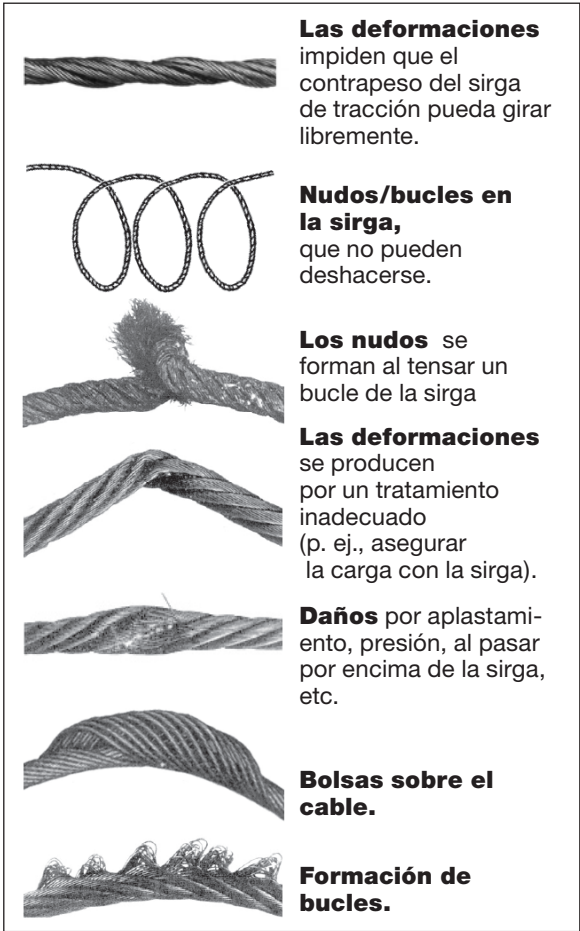 Las deformaciones
impiden que el
contrapeso del sirga
de tracción pueda girar
libremente.
Nudos/bucles en
la sirga,
que no pueden
deshacerse.
Los nudos se
forman al tensar un
bucle de la sirga
Las deformaciones
se producen
por un tratamiento
inadecuado
(p. ej., asegurar
la carga con la sirga).
Daños por aplastami-
ento, presión, al pasar
por encima de la sirga,
etc.
Bolsas sobre el
cable.
Formación de
bucles.